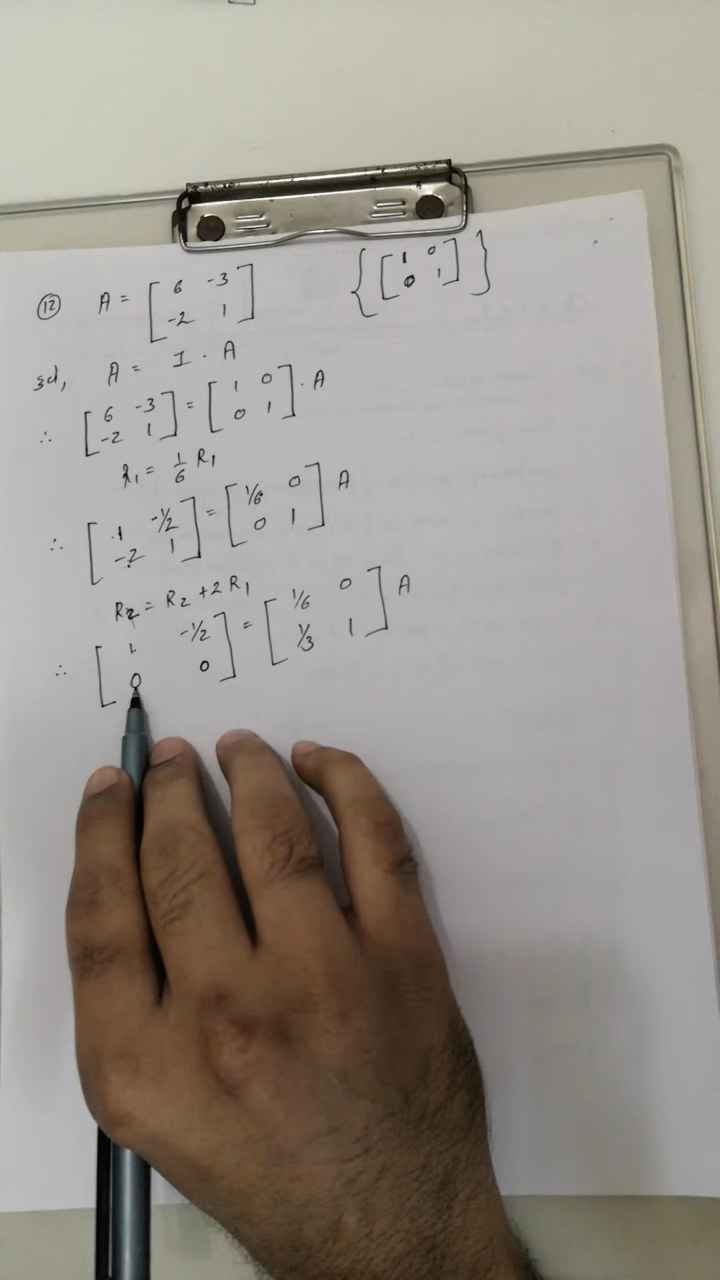 ⑫ A = [6 -3; -2 1] {[1 0; 0 1]}
sol, A = I . A
∴ [6 -3; -2 1] = [1 0; 0 1] . A
R₁ = 1/6 R₁
∴ [1 -1/2; -2 1] = [1/6 0; 0 1] A
R₂ = R₂ + 2 R₁
∴ [1 -1/2; 0 0] = [1/6 0; 1/3 1] A